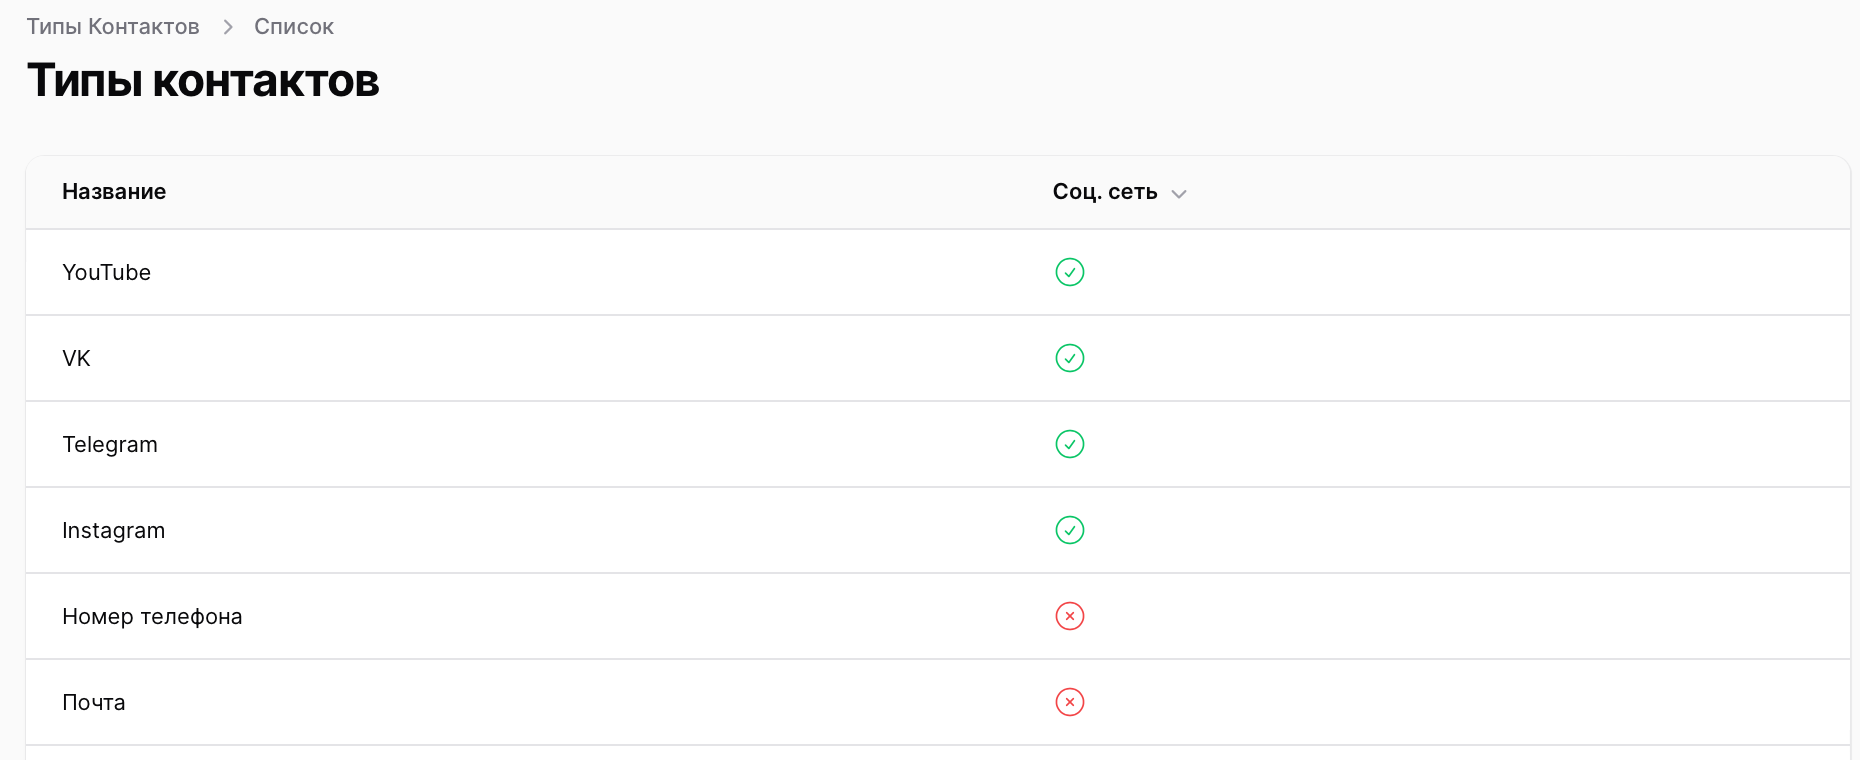 Типы Контактов > Список
Типы контактов
Название Соц. сеть
YouTube
VK
Telegram
Instagram
Номер телефона
Почта